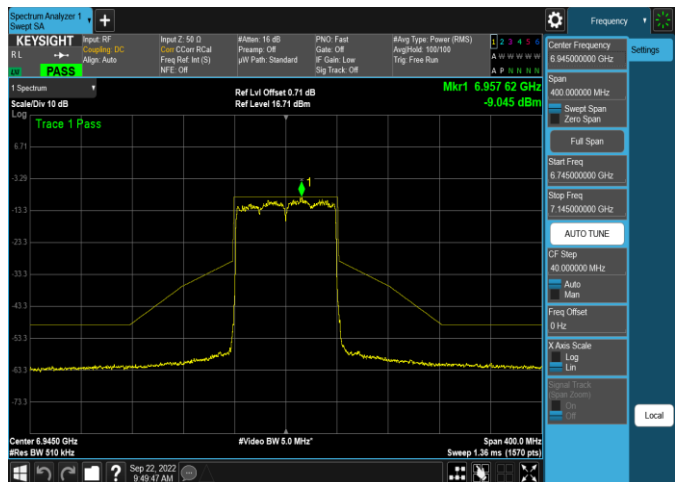 Spectrum Analyzer 1
Swept SA
Frequency
KEYSIGHT
R L
LW
PASS
Input: RF
Coupling: DC
Align: Auto
Input Z: 50 Ω
Corr CCorr RCal
Freq Ref: Int (S)
NFE: Off
#Atten: 16 dB
Preamp: Off
µW Path: Standard
PNO: Fast
Gate: Off
IF Gain: Low
Sig Track: Off
#Avg Type: Power (RMS)
Avg|Hold: 100/100
Trig: Free Run
1 2 3 4 5 6
A W W W W W
A P N N N N
1 Spectrum
Scale/Div 10 dB
Log
Ref Lvl Offset 0.71 dB
Ref Level 16.71 dBm
Mkr1 6.957 62 GHz
-9.045 dBm
Trace 1 Pass
6.71
-3.29
-13.3
-23.3
-33.3
-43.3
-53.3
-63.3
-73.3
1
Center 6.9450 GHz
#Res BW 510 kHz
#Video BW 5.0 MHz*
Span 400.0 MHz
Sweep 1.36 ms (1570 pts)
Sep 22, 2022
9:49:47 AM
Center Frequency
6.945000000 GHz
Settings
Span
400.000000 MHz
Swept Span
Zero Span
Full Span
Start Freq
6.745000000 GHz
Stop Freq
7.145000000 GHz
AUTO TUNE
CF Step
40.000000 MHz
Auto
Man
Freq Offset
0 Hz
X Axis Scale
Log
Lin
Signal Track
(Span Zoom)
On
Off
Local